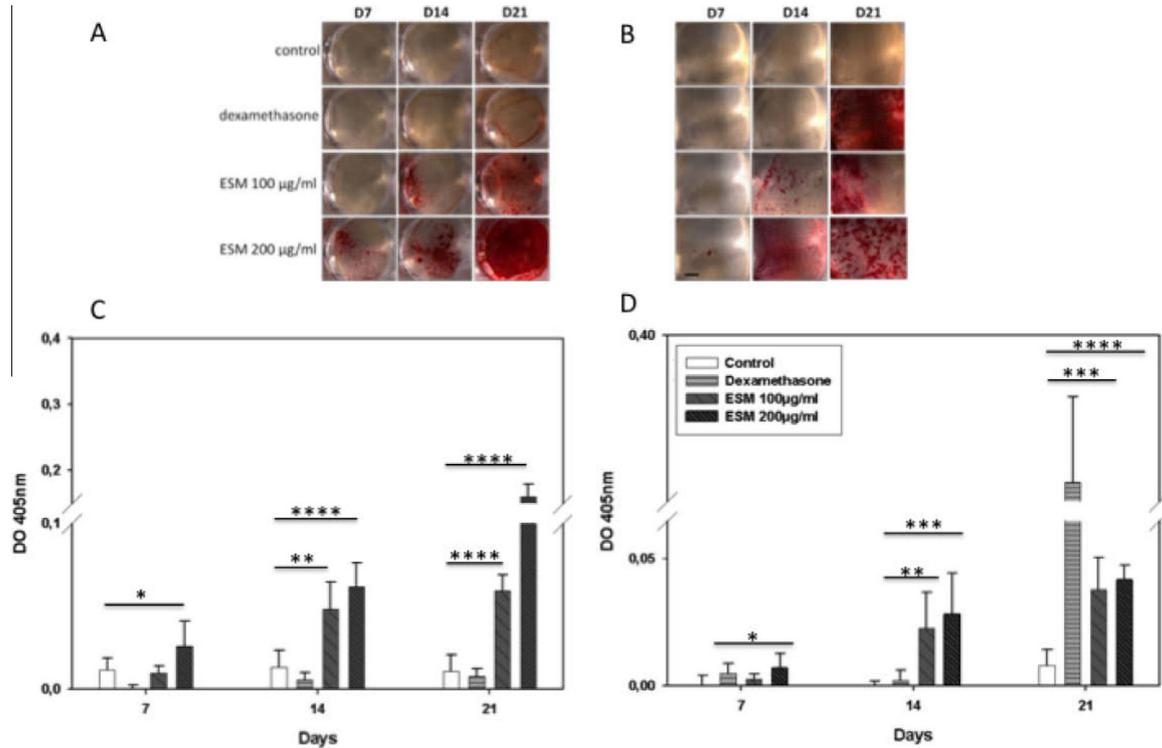 A
D7 D14 D21
control
dexamethasone
ESM 100 µg/ml
ESM 200 µg/ml
B
D7 D14 D21
C
0,4
0,3
0,2
0,1
0,0
DO 405nm
*
**
****
****
****
7 14 21
Days
D
0,40
0,05
0,00
DO 405nm
Control
Dexamethasone
ESM 100µg/ml
ESM 200µg/ml
*
**
***
***
****
7 14 21
Days